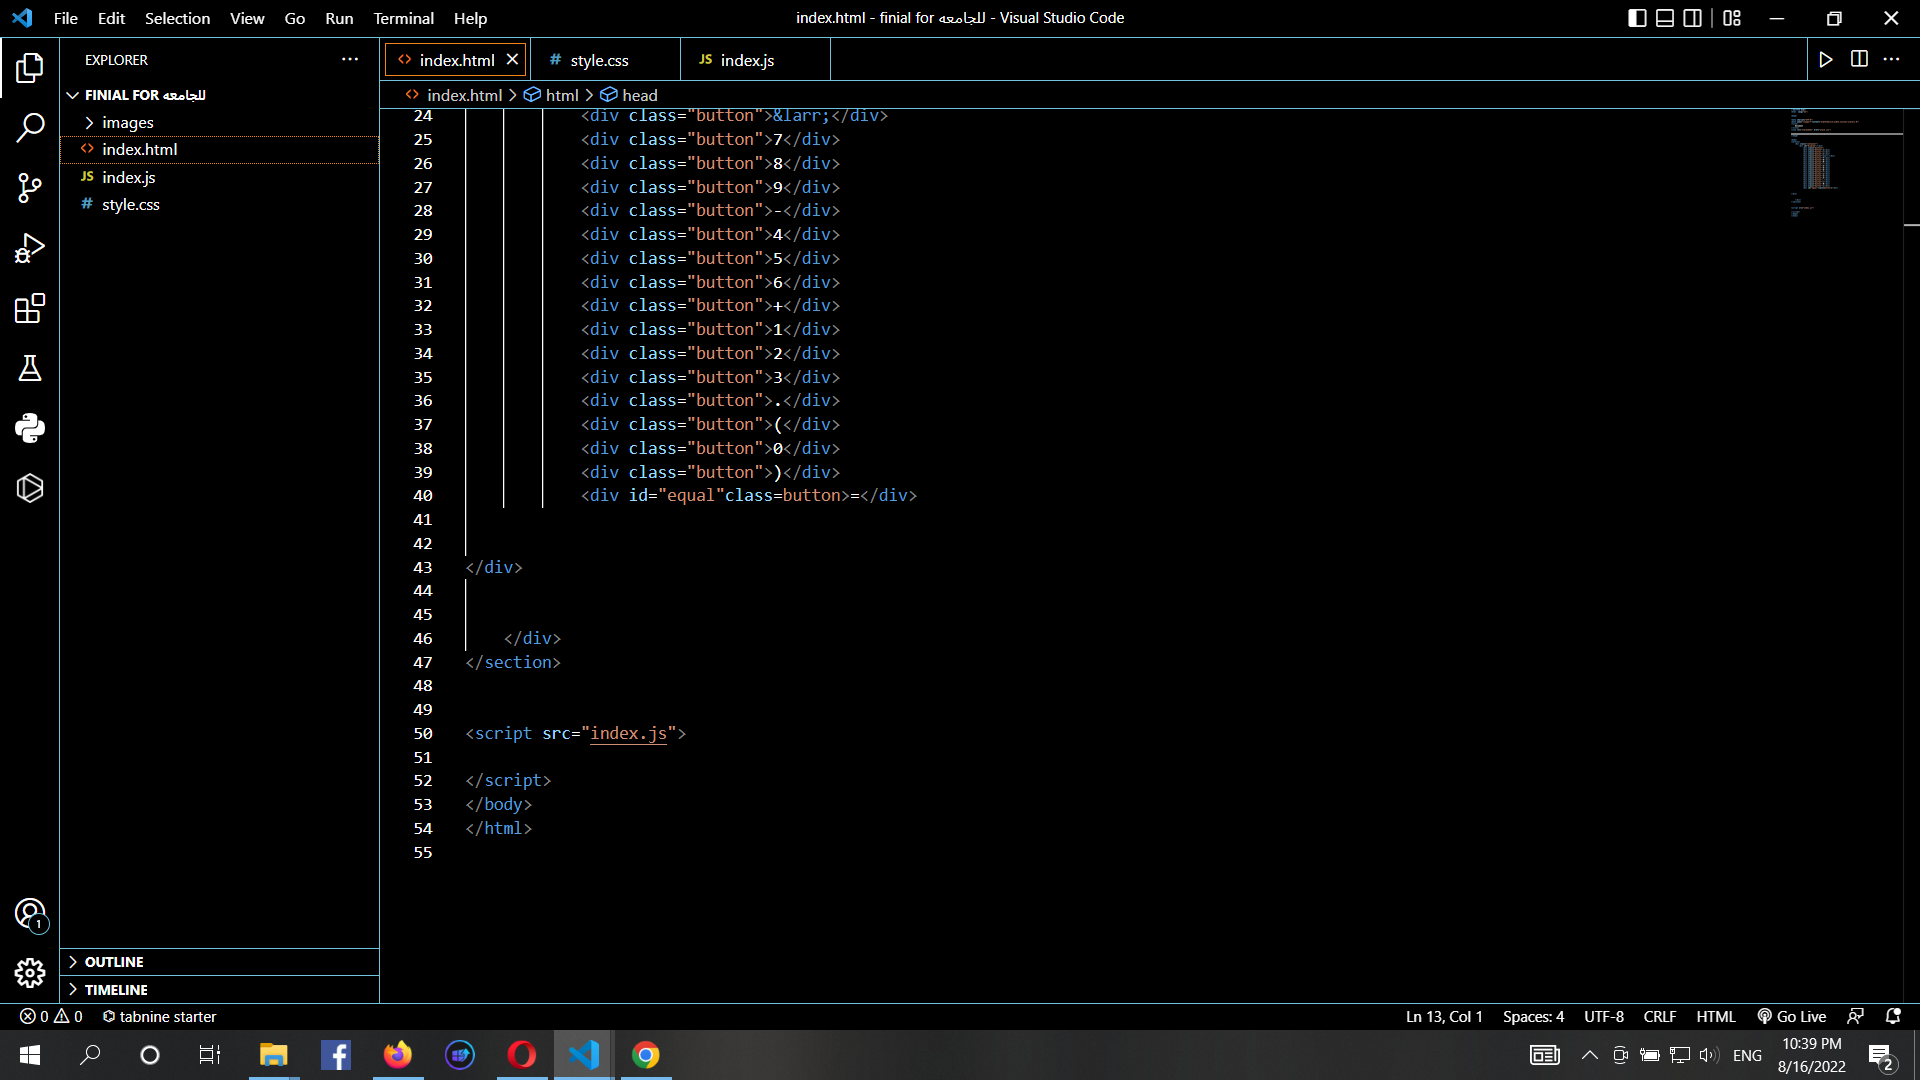 File Edit Selection View Go Run Terminal Help
index.html - finial for للجامعه - Visual Studio Code
EXPLORER
FINIAL FOR للجامعه
images
index.html
JS index.js
# style.css
OUTLINE
TIMELINE
<> index.html
# style.css
JS index.js
<> index.html > html > head
24 <div class="button">&larr;</div>
25 <div class="button">7</div>
26 <div class="button">8</div>
27 <div class="button">9</div>
28 <div class="button">-</div>
29 <div class="button">4</div>
30 <div class="button">5</div>
31 <div class="button">6</div>
32 <div class="button">+</div>
33 <div class="button">1</div>
34 <div class="button">2</div>
35 <div class="button">3</div>
36 <div class="button">.</div>
37 <div class="button">(</div>
38 <div class="button">0</div>
39 <div class="button">)</div>
40 <div id="equal"class=button>=</div>
41
42
43 </div>
44
45
46 </div>
47 </section>
48
49
50 <script src="index.js">
51
52 </script>
53 </body>
54 </html>
55
1
0 0 tabnine starter
Ln 13, Col 1 Spaces: 4 UTF-8 CRLF HTML Go Live
ENG
10:39 PM
8/16/2022
2